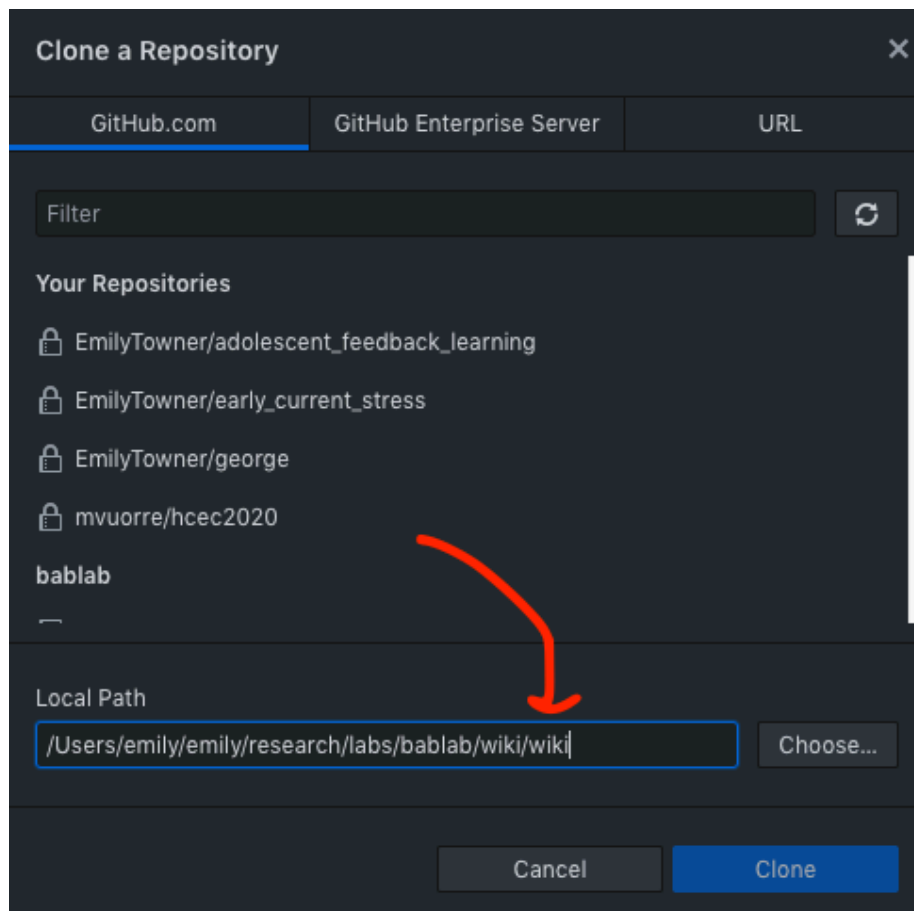 Clone a Repository
GitHub.com
GitHub Enterprise Server
URL
Filter
Your Repositories
EmilyTowner/adolescent_feedback_learning
EmilyTowner/early_current_stress
EmilyTowner/george
mvuorre/hcec2020
bablab
Local Path
/Users/emily/emily/research/labs/bablab/wiki/wiki
Choose...
Cancel
Clone